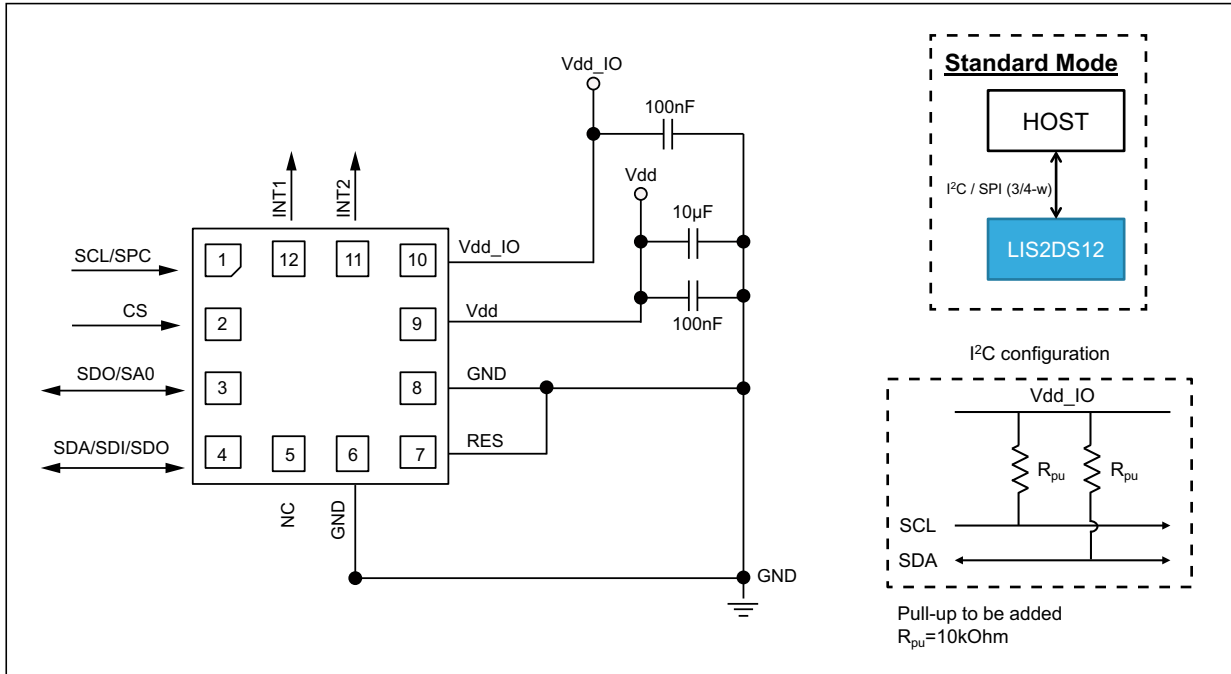 Vdd_IO
100nF
Vdd
10µF
100nF
INT1
INT2
SCL/SPC
CS
SDO/SA0
SDA/SDI/SDO
1
12
11
10
2
9
3
8
4
5
6
7
Vdd_IO
Vdd
GND
RES
NC
GND
GND
Standard Mode
HOST
I²C / SPI (3/4-w)
LIS2DS12
I²C configuration
Vdd_IO
Rpu
Rpu
SCL
SDA
Pull-up to be added
Rpu=10kOhm